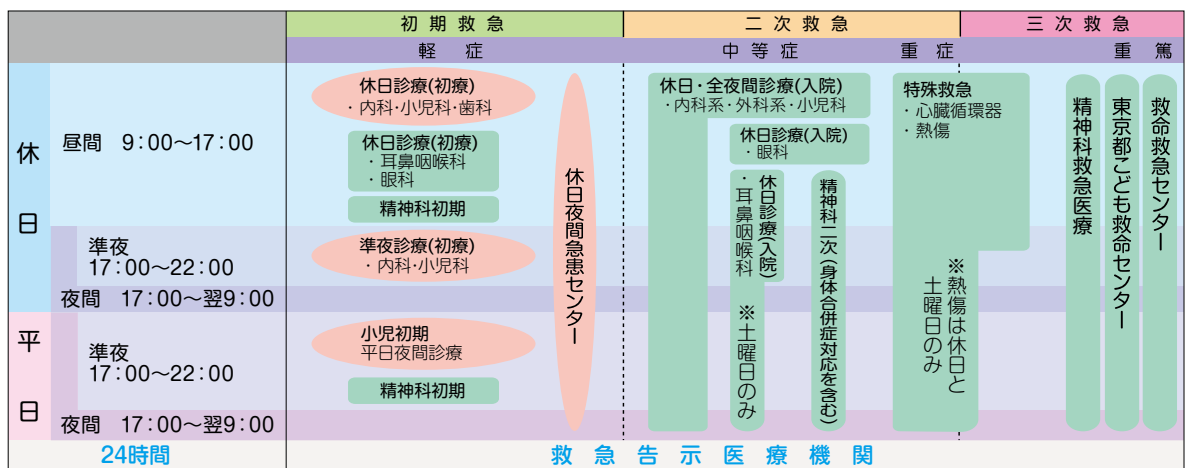 初期救急
二次救急
三次救急
軽症
中等症
重症
重篤
休日
昼間 9:00〜17:00
準夜
17:00〜22:00
夜間 17:00〜翌9:00
平日
準夜
17:00〜22:00
夜間 17:00〜翌9:00
24時間
休日診療(初療)
・内科・小児科・歯科
休日診療(初療)
・耳鼻咽喉科
・眼科
精神科初期
準夜診療(初療)
・内科・小児科
小児初期
平日夜間診療
精神科初期
休日夜間急患センター
休日・全夜間診療(入院)
・内科系・外科系・小児科
休日診療(入院)
・眼科
休日診療(入院)
・耳鼻咽喉科
※土曜日のみ
精神科二次(身体合併症対応を含む)
特殊救急
・心臓循環器
・熱傷
※熱傷は休日と
土曜日のみ
精神科救急医療
東京都こども救命センター
救命救急センター
救急告示医療機関